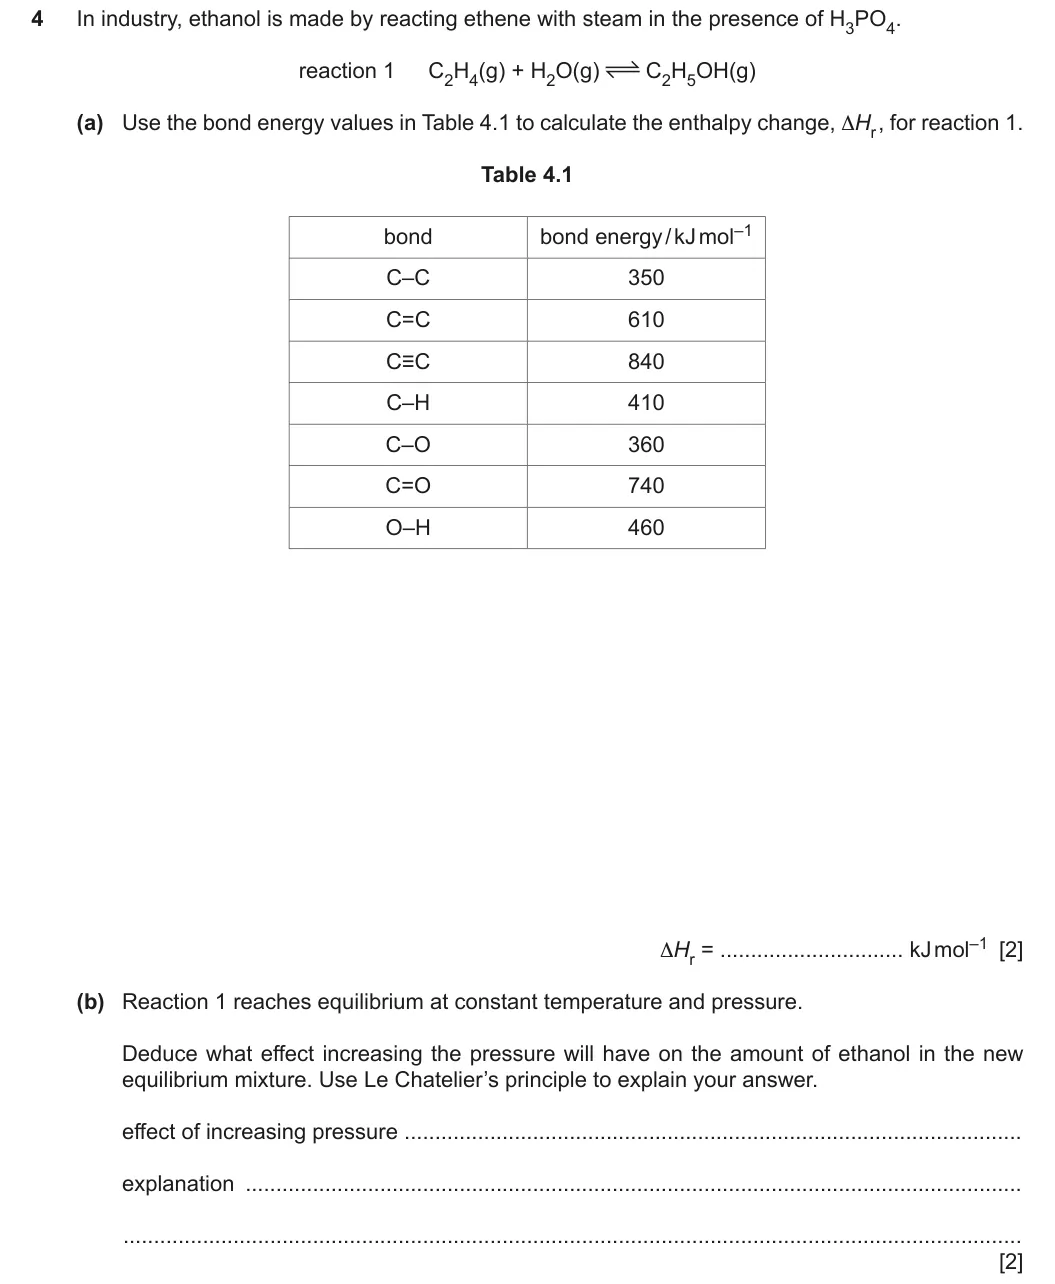 4 In industry, ethanol is made by reacting ethene with steam in the presence of H₃PO₄.
reaction 1 C₂H₄(g) + H₂O(g) ⇌ C₂H₅OH(g)
(a) Use the bond energy values in Table 4.1 to calculate the enthalpy change, ΔHᵣ, for reaction 1.
Table 4.1
bond bond energy/kJmol⁻¹
C–C 350
C=C 610
C≡C 840
C–H 410
C–O 360
C=O 740
O–H 460
ΔHᵣ = .............................. kJmol⁻¹ [2]
(b) Reaction 1 reaches equilibrium at constant temperature and pressure.
Deduce what effect increasing the pressure will have on the amount of ethanol in the new
equilibrium mixture. Use Le Chatelier’s principle to explain your answer.
effect of increasing pressure .....................................................................................................
explanation ...............................................................................................................................
...................................................................................................................................................
[2]